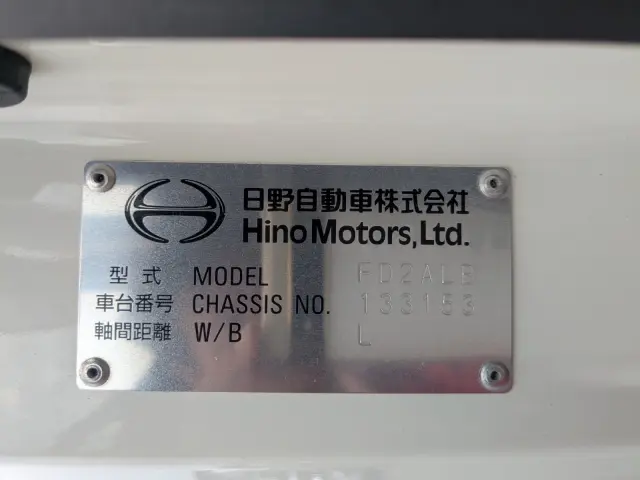 日野自動車株式会社
Hino Motors, Ltd.
型式 MODEL FD2ALB
車台番号 CHASSIS NO. 133153
軸間距離 W/B L